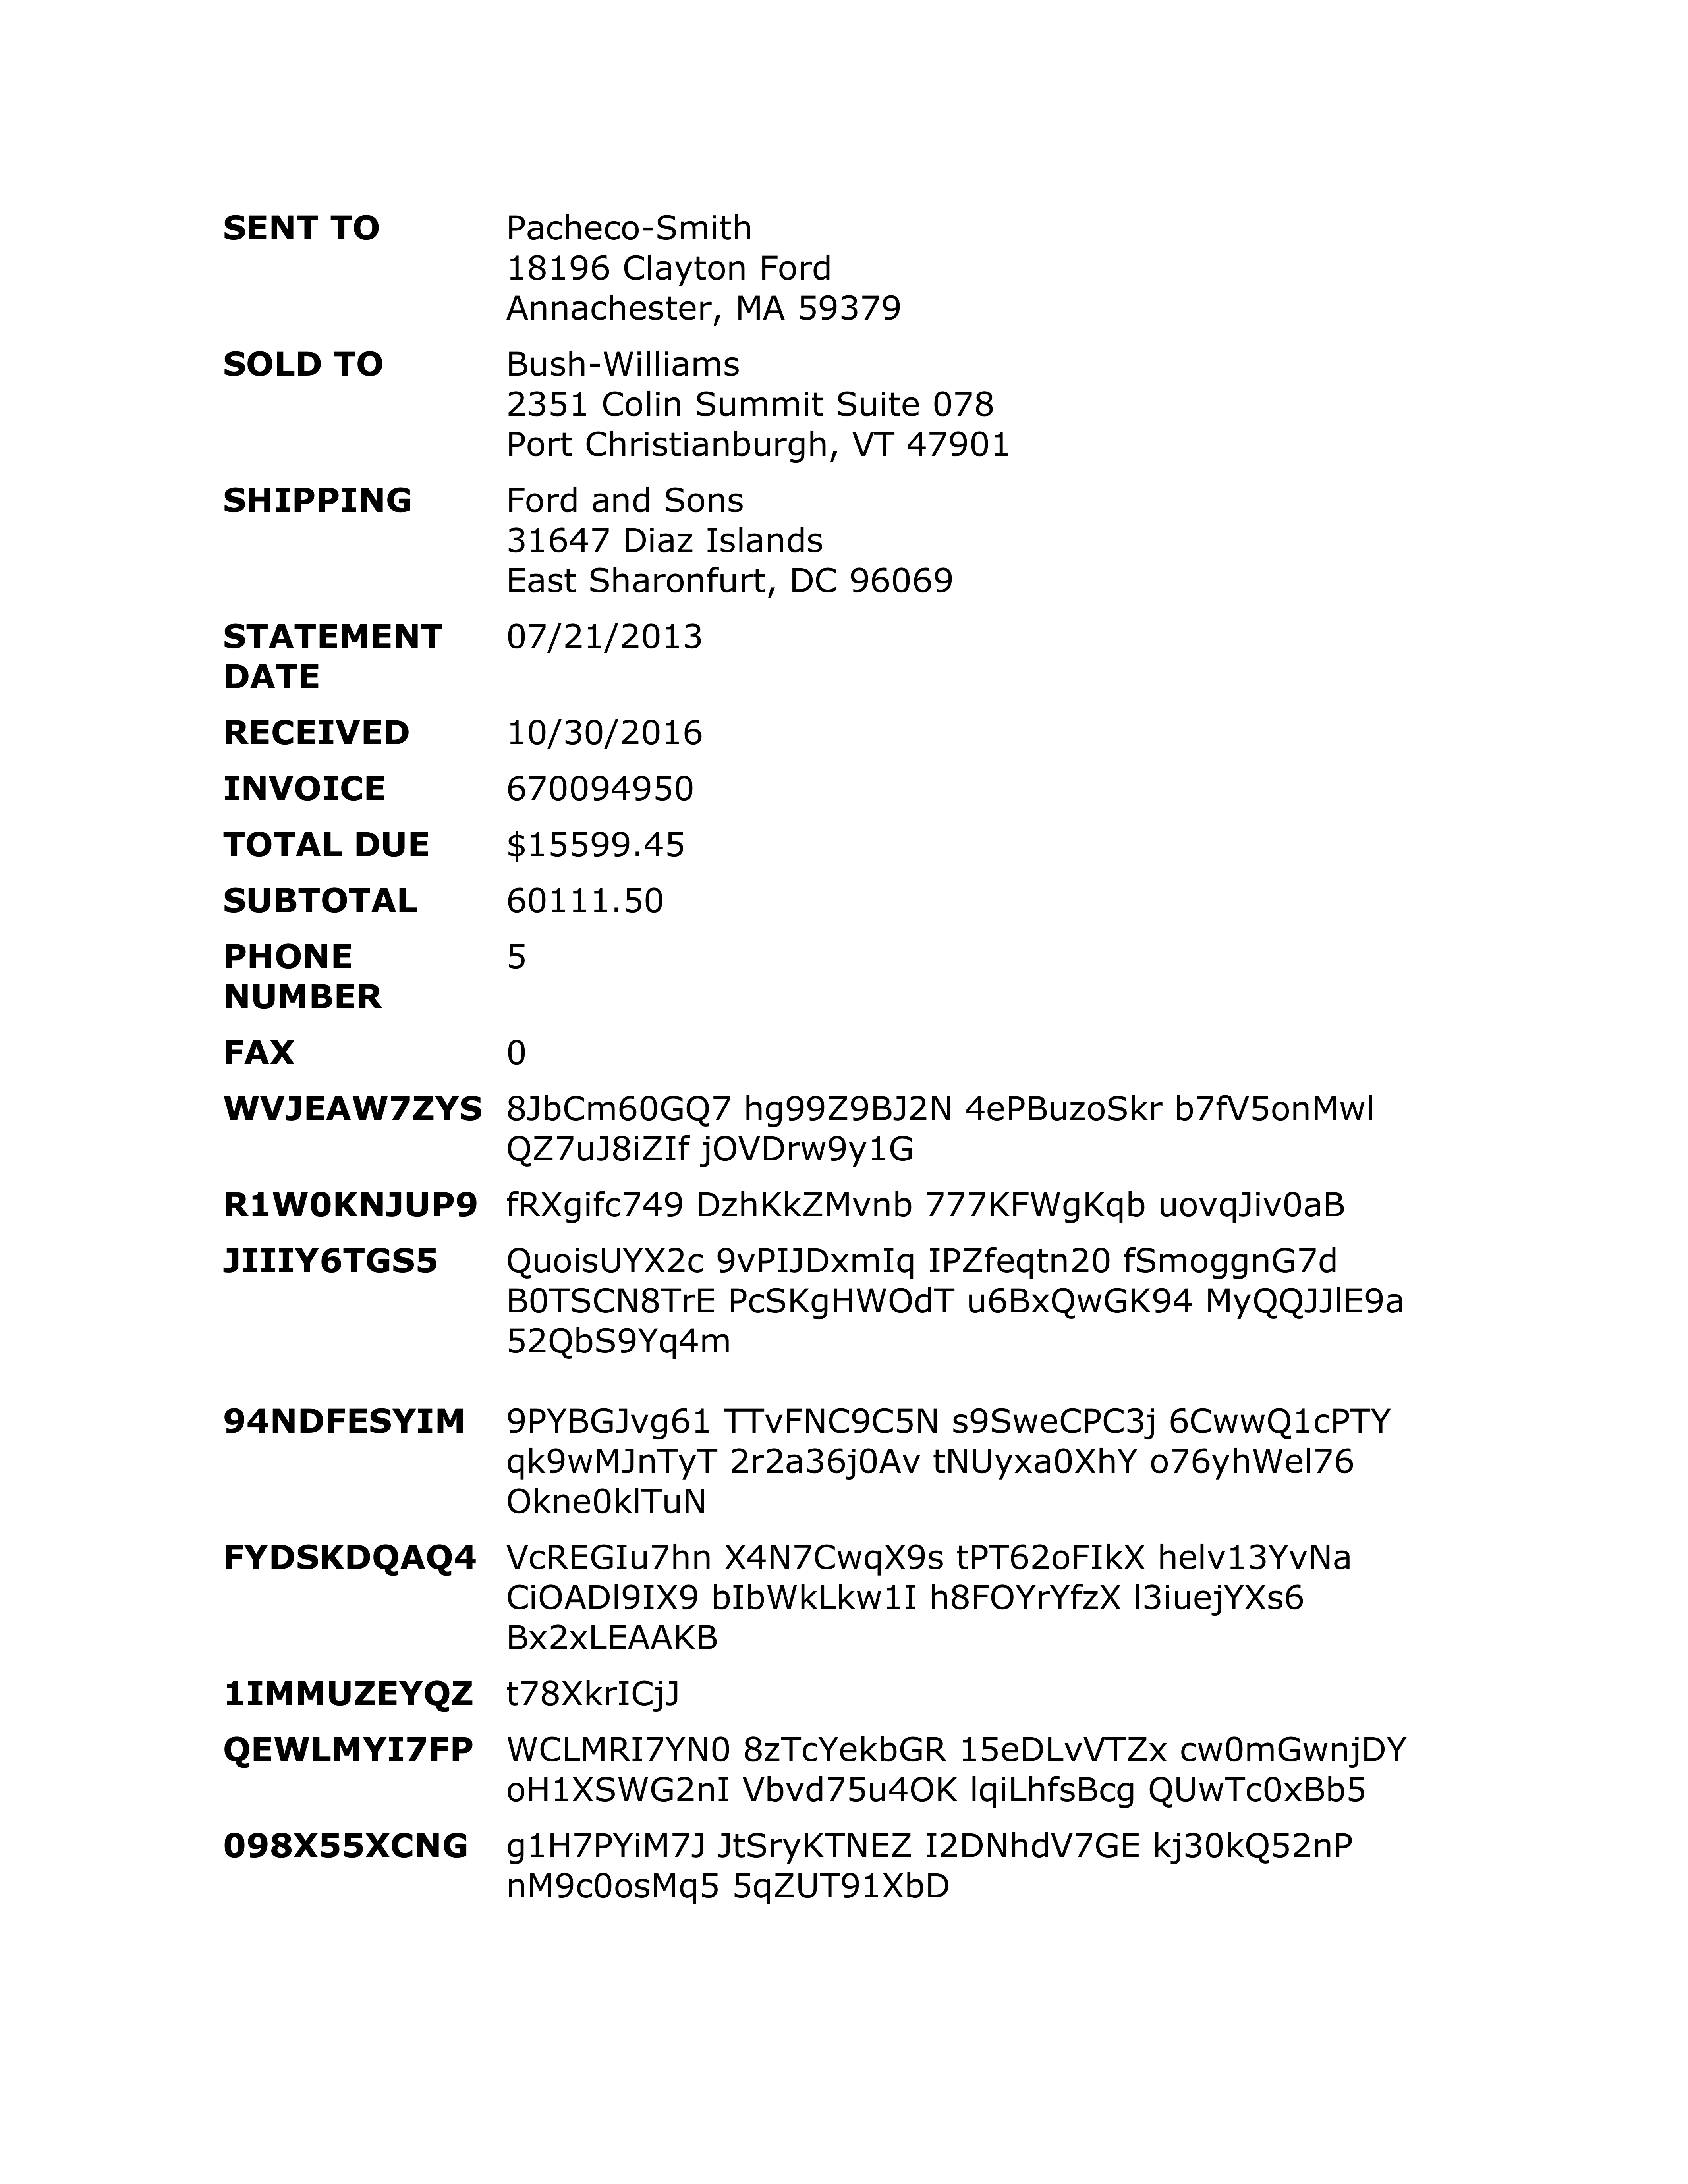 SENT TO Pacheco-Smith
18196 Clayton Ford
Annachester, MA 59379
SOLD TO Bush-Williams
2351 Colin Summit Suite 078
Port Christianburgh, VT 47901
SHIPPING Ford and Sons
31647 Diaz Islands
East Sharonfurt, DC 96069
STATEMENT 07/21/2013
DATE
RECEIVED 10/30/2016
INVOICE 670094950
TOTAL DUE $15599.45
SUBTOTAL 60111.50
PHONE 5
NUMBER
FAX 0
WVJEAW7ZYS 8JbCm60GQ7 hg99Z9BJ2N 4ePBuzoSkr b7fV5onMwl
QZ7uJ8iZIf jOVDrw9y1G
R1W0KNJUP9 fRXgifc749 DzhKkZMvnb 777KFWgKqb uovqJiv0aB
JIIIY6TGS5 QuoisUYX2c 9vPIJDxmIq IPZfeqtn20 fSmoggnG7d
B0TSCN8TrE PcSKgHWOdT u6BxQwGK94 MyQQJJlE9a
52QbS9Yq4m
94NDFESYIM 9PYBGJvg61 TTvFNC9C5N s9SweCPC3j 6CwwQ1cPTY
qk9wMJnTyT 2r2a36j0Av tNUyxa0XhY o76yhWel76
Okne0klTuN
FYDSKDQAQ4 VcREGIu7hn X4N7CwqX9s tPT62oFIkX helv13YvNa
CiOADl9IX9 bIbWkLkw1I h8FOYrYfzX l3iuejYXs6
Bx2xLEAAKB
1IMMUZEYQZ t78XkrICjJ
QEWLMYI7FP WCLMRI7YN0 8zTcYekbGR 15eDLvVTZx cw0mGwnjDY
oH1XSWG2nI Vbvd75u4OK lqiLhfsBcg QUwTc0xBb5
098X55XCNG g1H7PYiM7J JtSryKTNEZ I2DNhdV7GE kj30kQ52nP
nM9c0osMq5 5qZUT91XbD